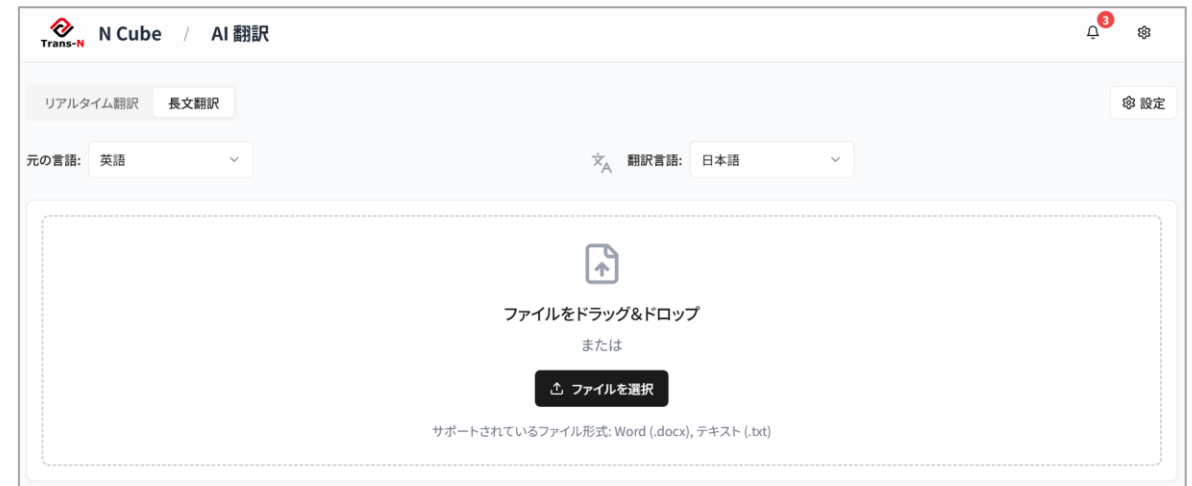 Trans-N N Cube / AI 翻訳 3
リアルタイム翻訳 長文翻訳 設定
元の言語: 英語 翻訳言語: 日本語
ファイルをドラッグ&ドロップ
または
ファイルを選択
サポートされているファイル形式: Word (.docx), テキスト (.txt)